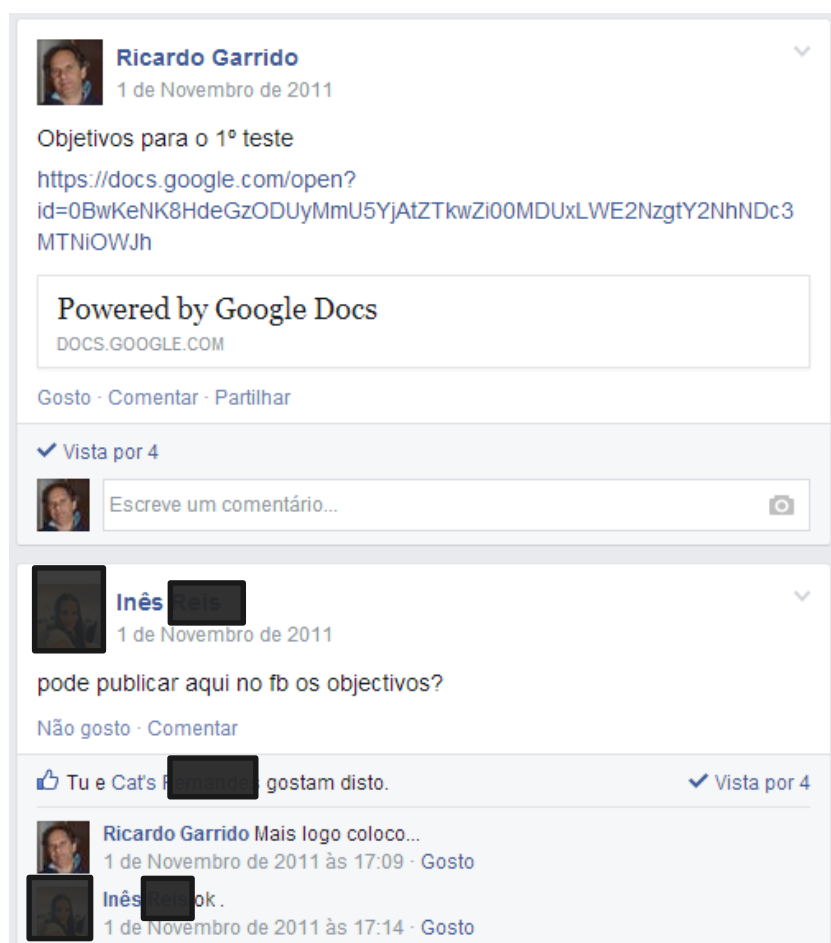 Ricardo Garrido
1 de Novembro de 2011
Objetivos para o 1º teste
https://docs.google.com/open?
id=0BwKeNK8HdeGzODUyMmU5YjAtZTkwZi00MDUxLWE2NzgtY2NhNDc3
MTNiOWJh
Powered by Google Docs
DOCS.GOOGLE.COM
Gosto · Comentar · Partilhar
Vista por 4
Escreve um comentário...
Inês
1 de Novembro de 2011
pode publicar aqui no fb os objectivos?
Não gosto · Comentar
Tu e Cat's gostam disto. Vista por 4
Ricardo Garrido Mais logo coloco...
1 de Novembro de 2011 às 17:09 · Gosto
Inês ok .
1 de Novembro de 2011 às 17:14 · Gosto